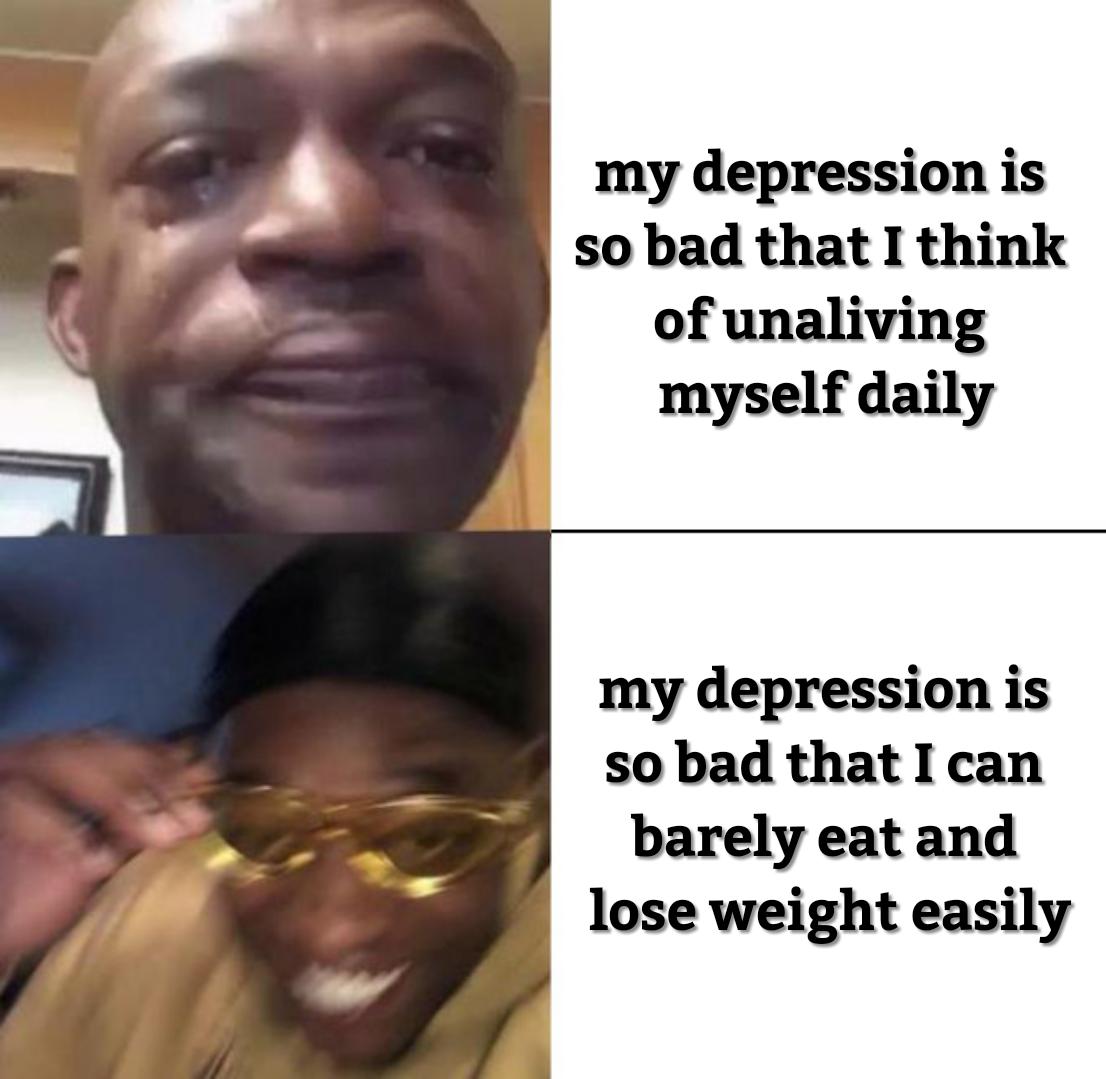 my depression is
so bad that I think
of unaliving
myself daily
my depression is
so bad that I can
barely eat and
lose weight easily